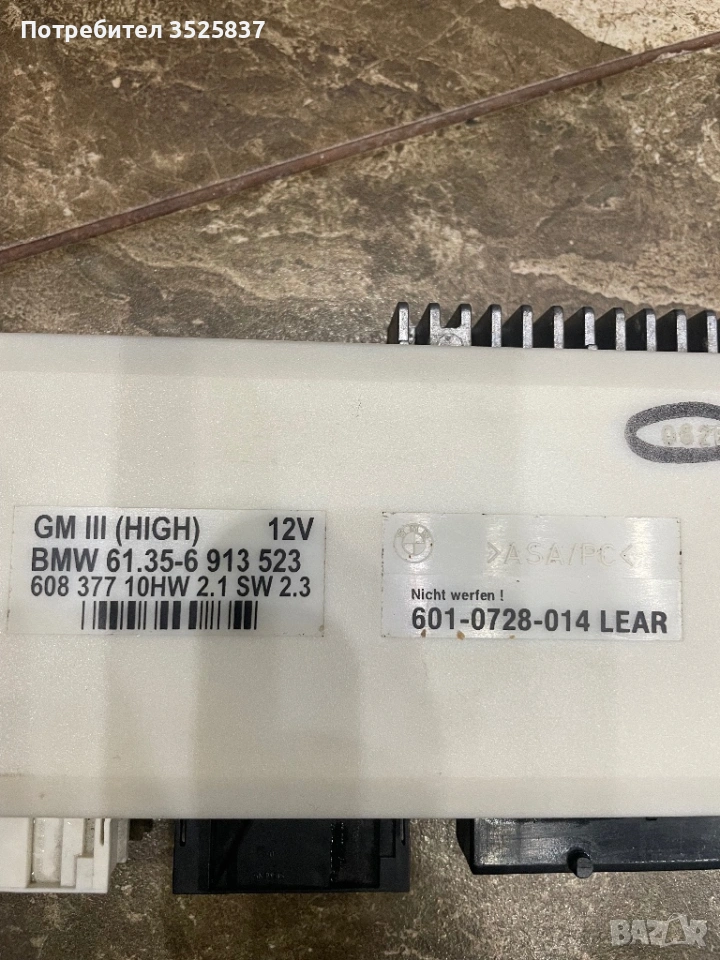 Потребител 3525837
GM III (HIGH) 12V
BMW 61.35-6 913 523
608 377 10HW 2.1 SW 2.3
>ASA/PC<
Nicht werfen !
601-0728-014 LEAR
BAZAR